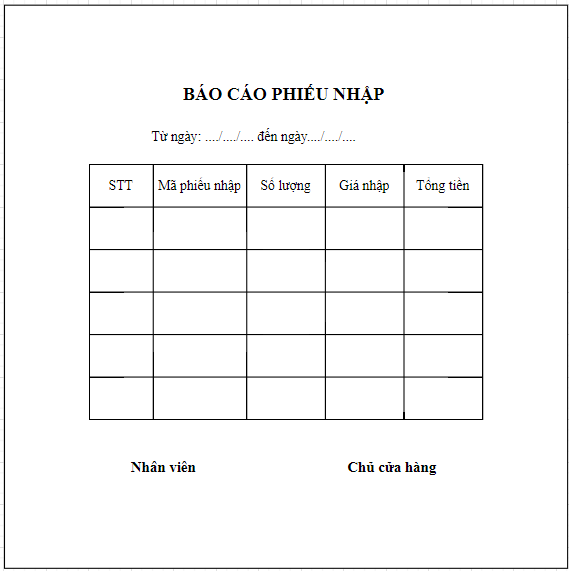 BÁO CÁO PHIẾU NHẬP
Từ ngày: ..../..../.... đến ngày..../..../....
STT Mã phiếu nhập Số lượng Giá nhập Tổng tiền
Nhân viên Chủ cửa hàng